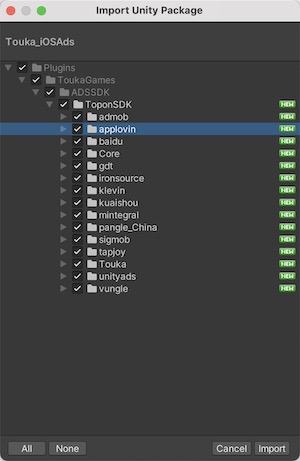 Import Unity Package
Touka_iOSAds
Plugins
ToukaGames
ADSSDK
ToponSDK NEW
admob NEW
applovin NEW
baidu NEW
Core NEW
gdt NEW
ironsource NEW
klevin NEW
kuaishou NEW
mintegral NEW
pangle_China NEW
sigmob NEW
tapjoy NEW
Touka NEW
unityads NEW
vungle NEW
All None Cancel Import